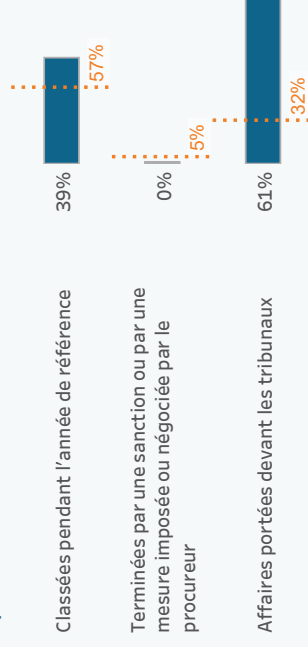 Classées pendant l'année de référence
39%
57%
Terminées par une sanction ou par une
mesure imposée ou négociée par le
procureur
0%
5%
Affaires portées devant les tribunaux
61%
32%